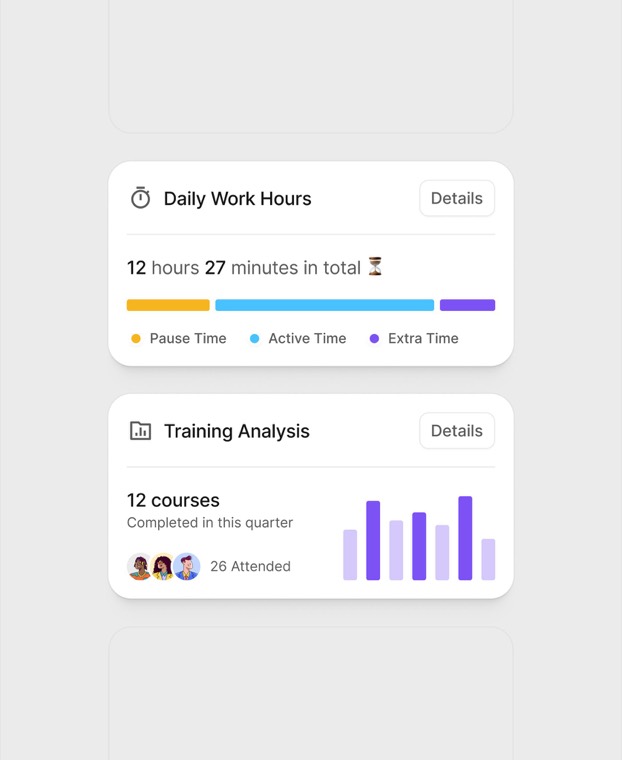 Daily Work Hours
Details
12 hours 27 minutes in total ⏳
Pause Time
Active Time
Extra Time
Training Analysis
Details
12 courses
Completed in this quarter
26 Attended